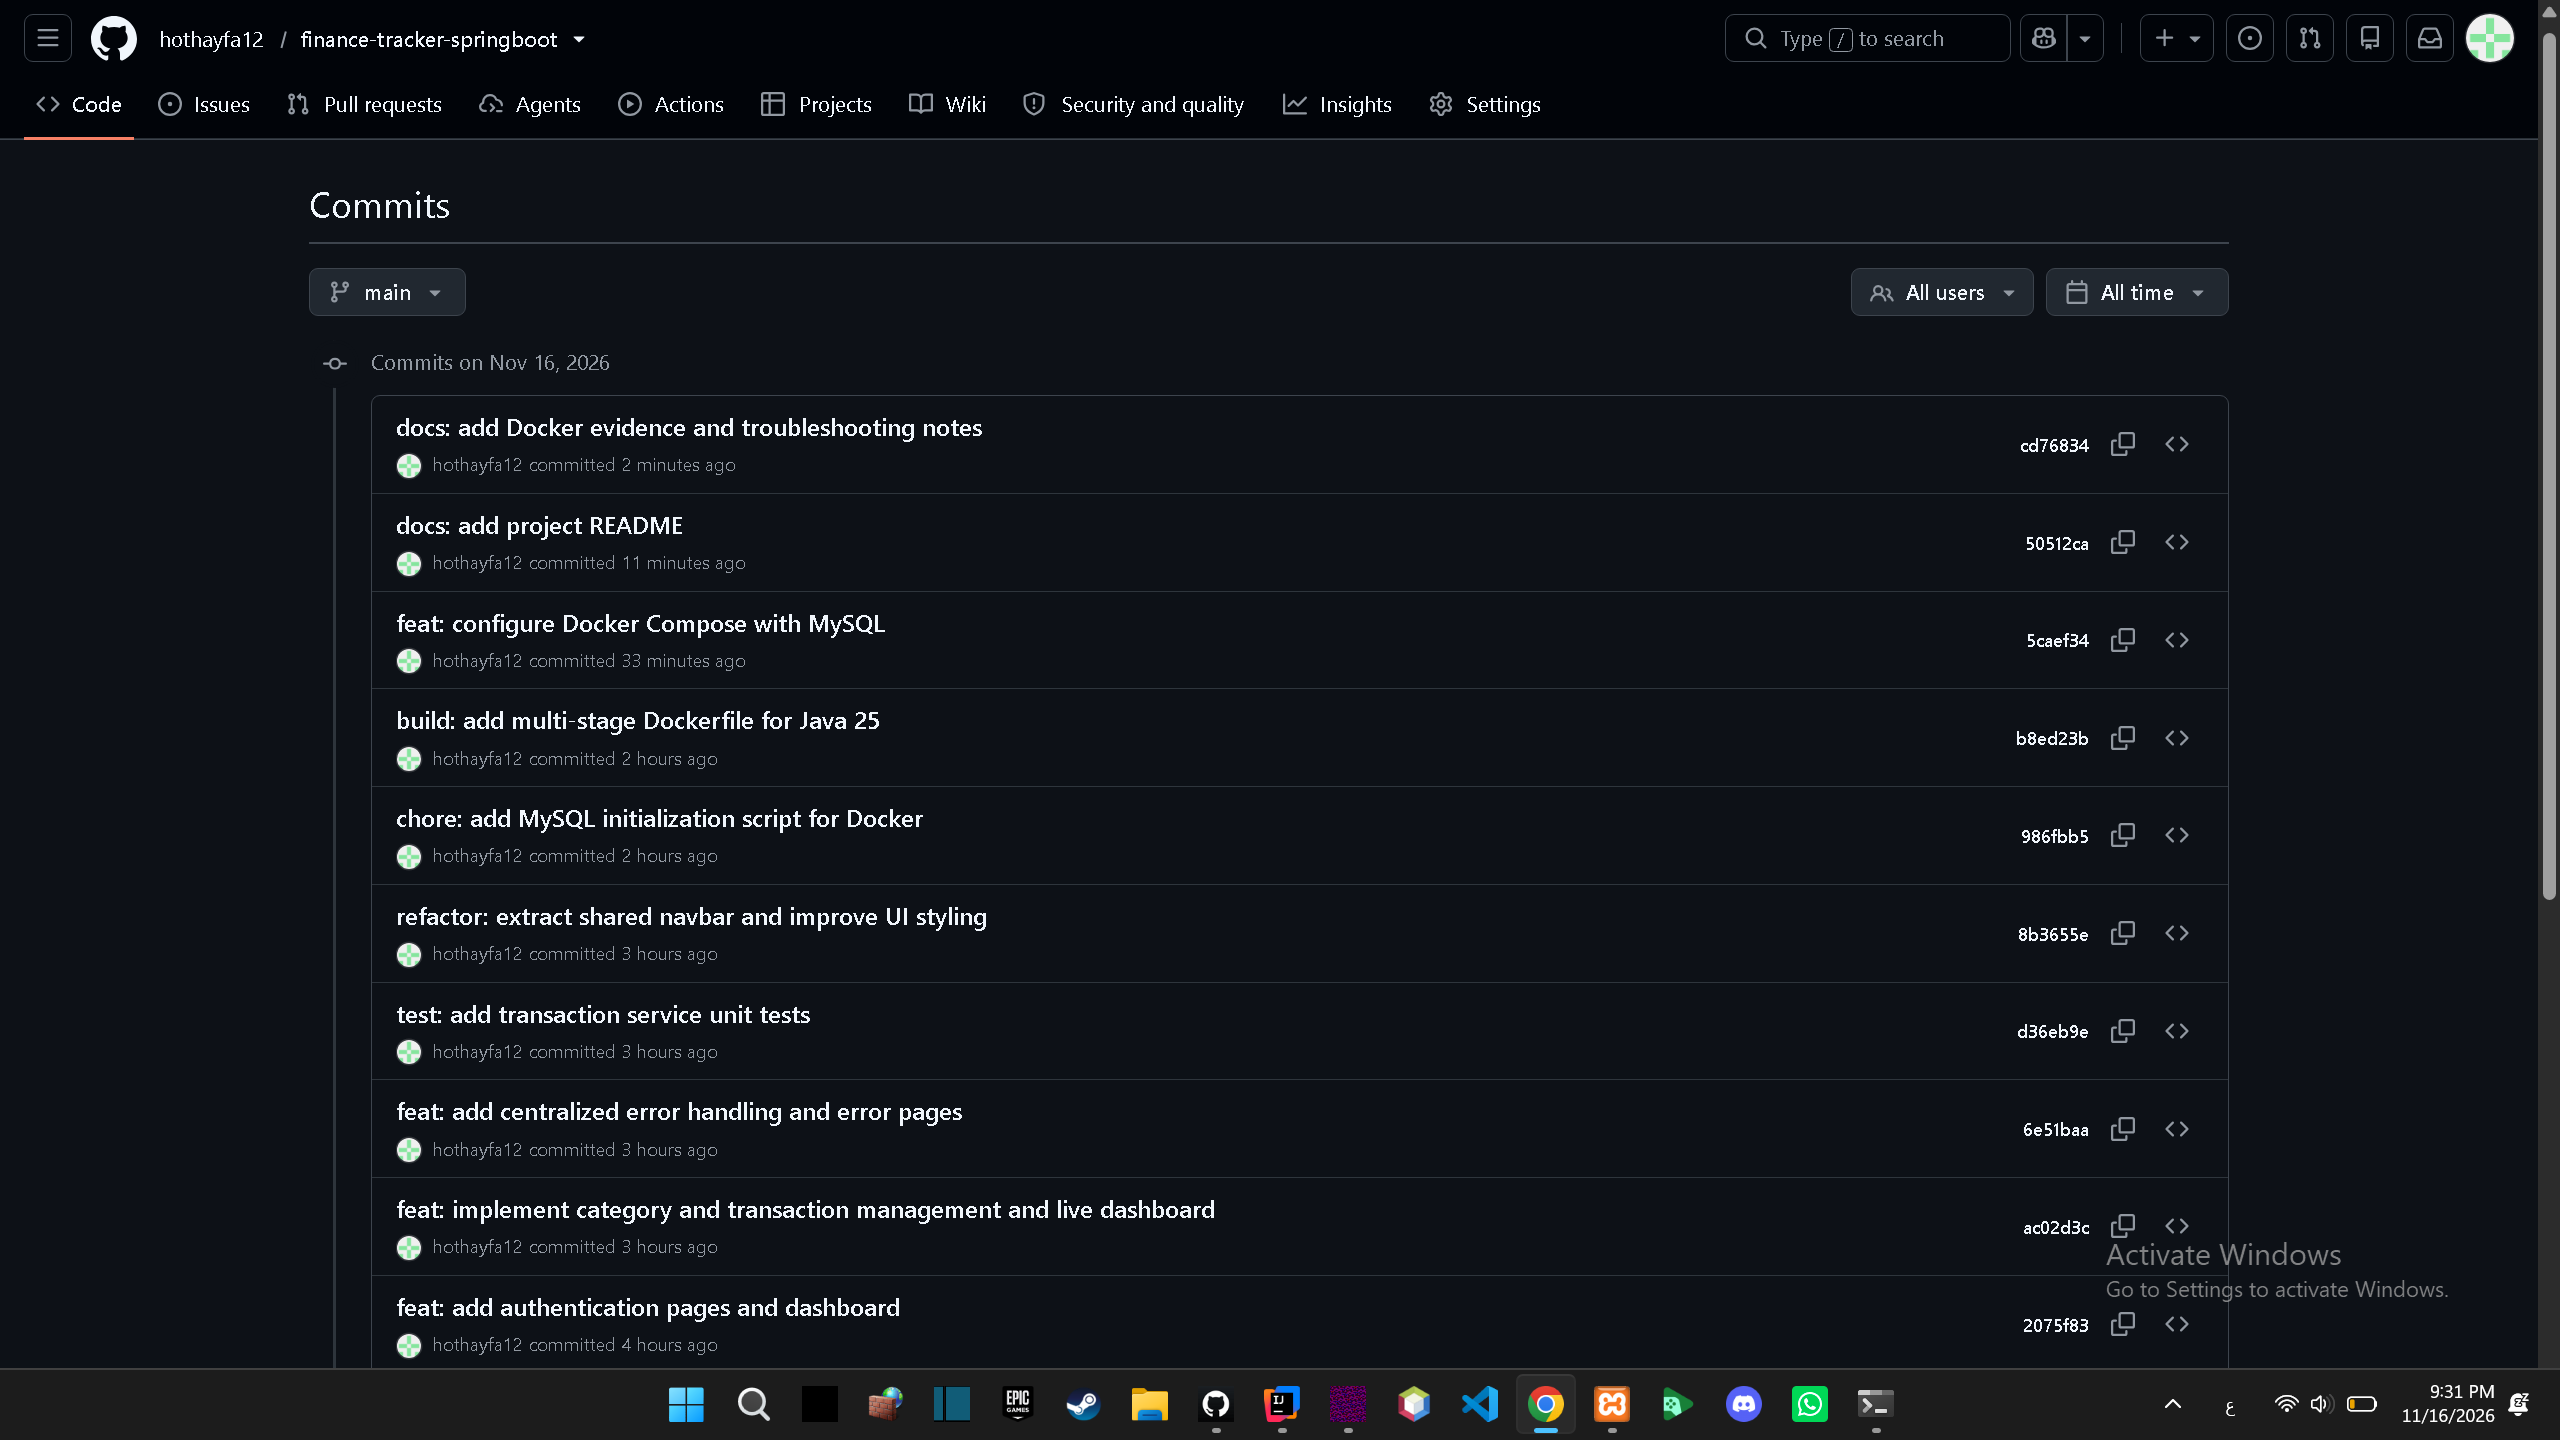 hothayfa12 / finance-tracker-springboot
Type / to search
Code
Issues
Pull requests
Agents
Actions
Projects
Wiki
Security and quality
Insights
Settings
Commits
main
All users
All time
Commits on Nov 16, 2026
docs: add Docker evidence and troubleshooting notes
hothayfa12 committed 2 minutes ago
cd76834
docs: add project README
hothayfa12 committed 11 minutes ago
50512ca
feat: configure Docker Compose with MySQL
hothayfa12 committed 33 minutes ago
5caef34
build: add multi-stage Dockerfile for Java 25
hothayfa12 committed 2 hours ago
b8ed23b
chore: add MySQL initialization script for Docker
hothayfa12 committed 2 hours ago
986fbb5
refactor: extract shared navbar and improve UI styling
hothayfa12 committed 3 hours ago
8b3655e
test: add transaction service unit tests
hothayfa12 committed 3 hours ago
d36eb9e
feat: add centralized error handling and error pages
hothayfa12 committed 3 hours ago
6e51baa
feat: implement category and transaction management and live dashboard
hothayfa12 committed 3 hours ago
ac02d3c
feat: add authentication pages and dashboard
hothayfa12 committed 4 hours ago
2075f83
Activate Windows
Go to Settings to activate Windows.
EPIC
GAMES
IJ
ع
9:31 PM
11/16/2026